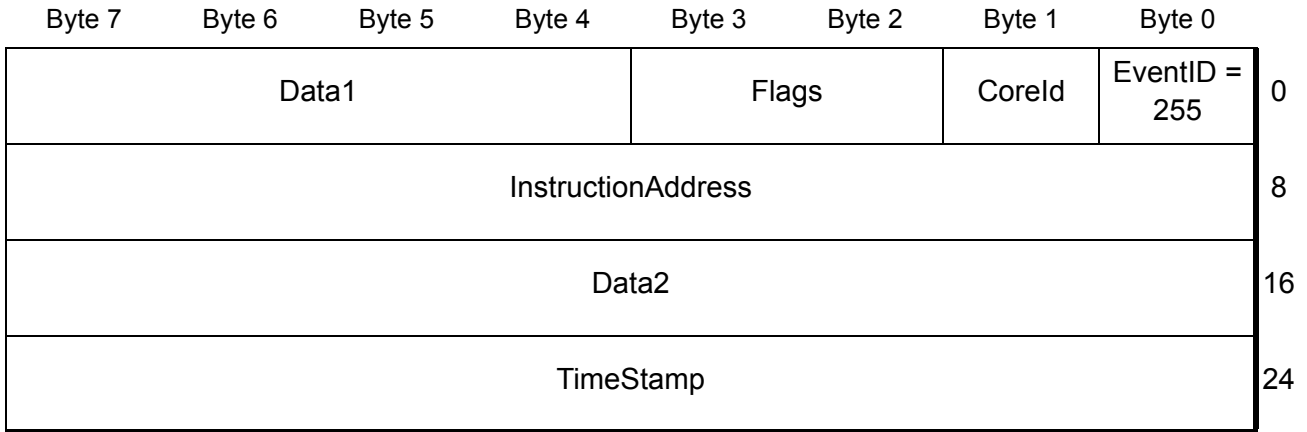 Byte 7 Byte 6 Byte 5 Byte 4 Byte 3 Byte 2 Byte 1 Byte 0
Data1 Flags CoreId EventID = 255 0
InstructionAddress 8
Data2 16
TimeStamp 24